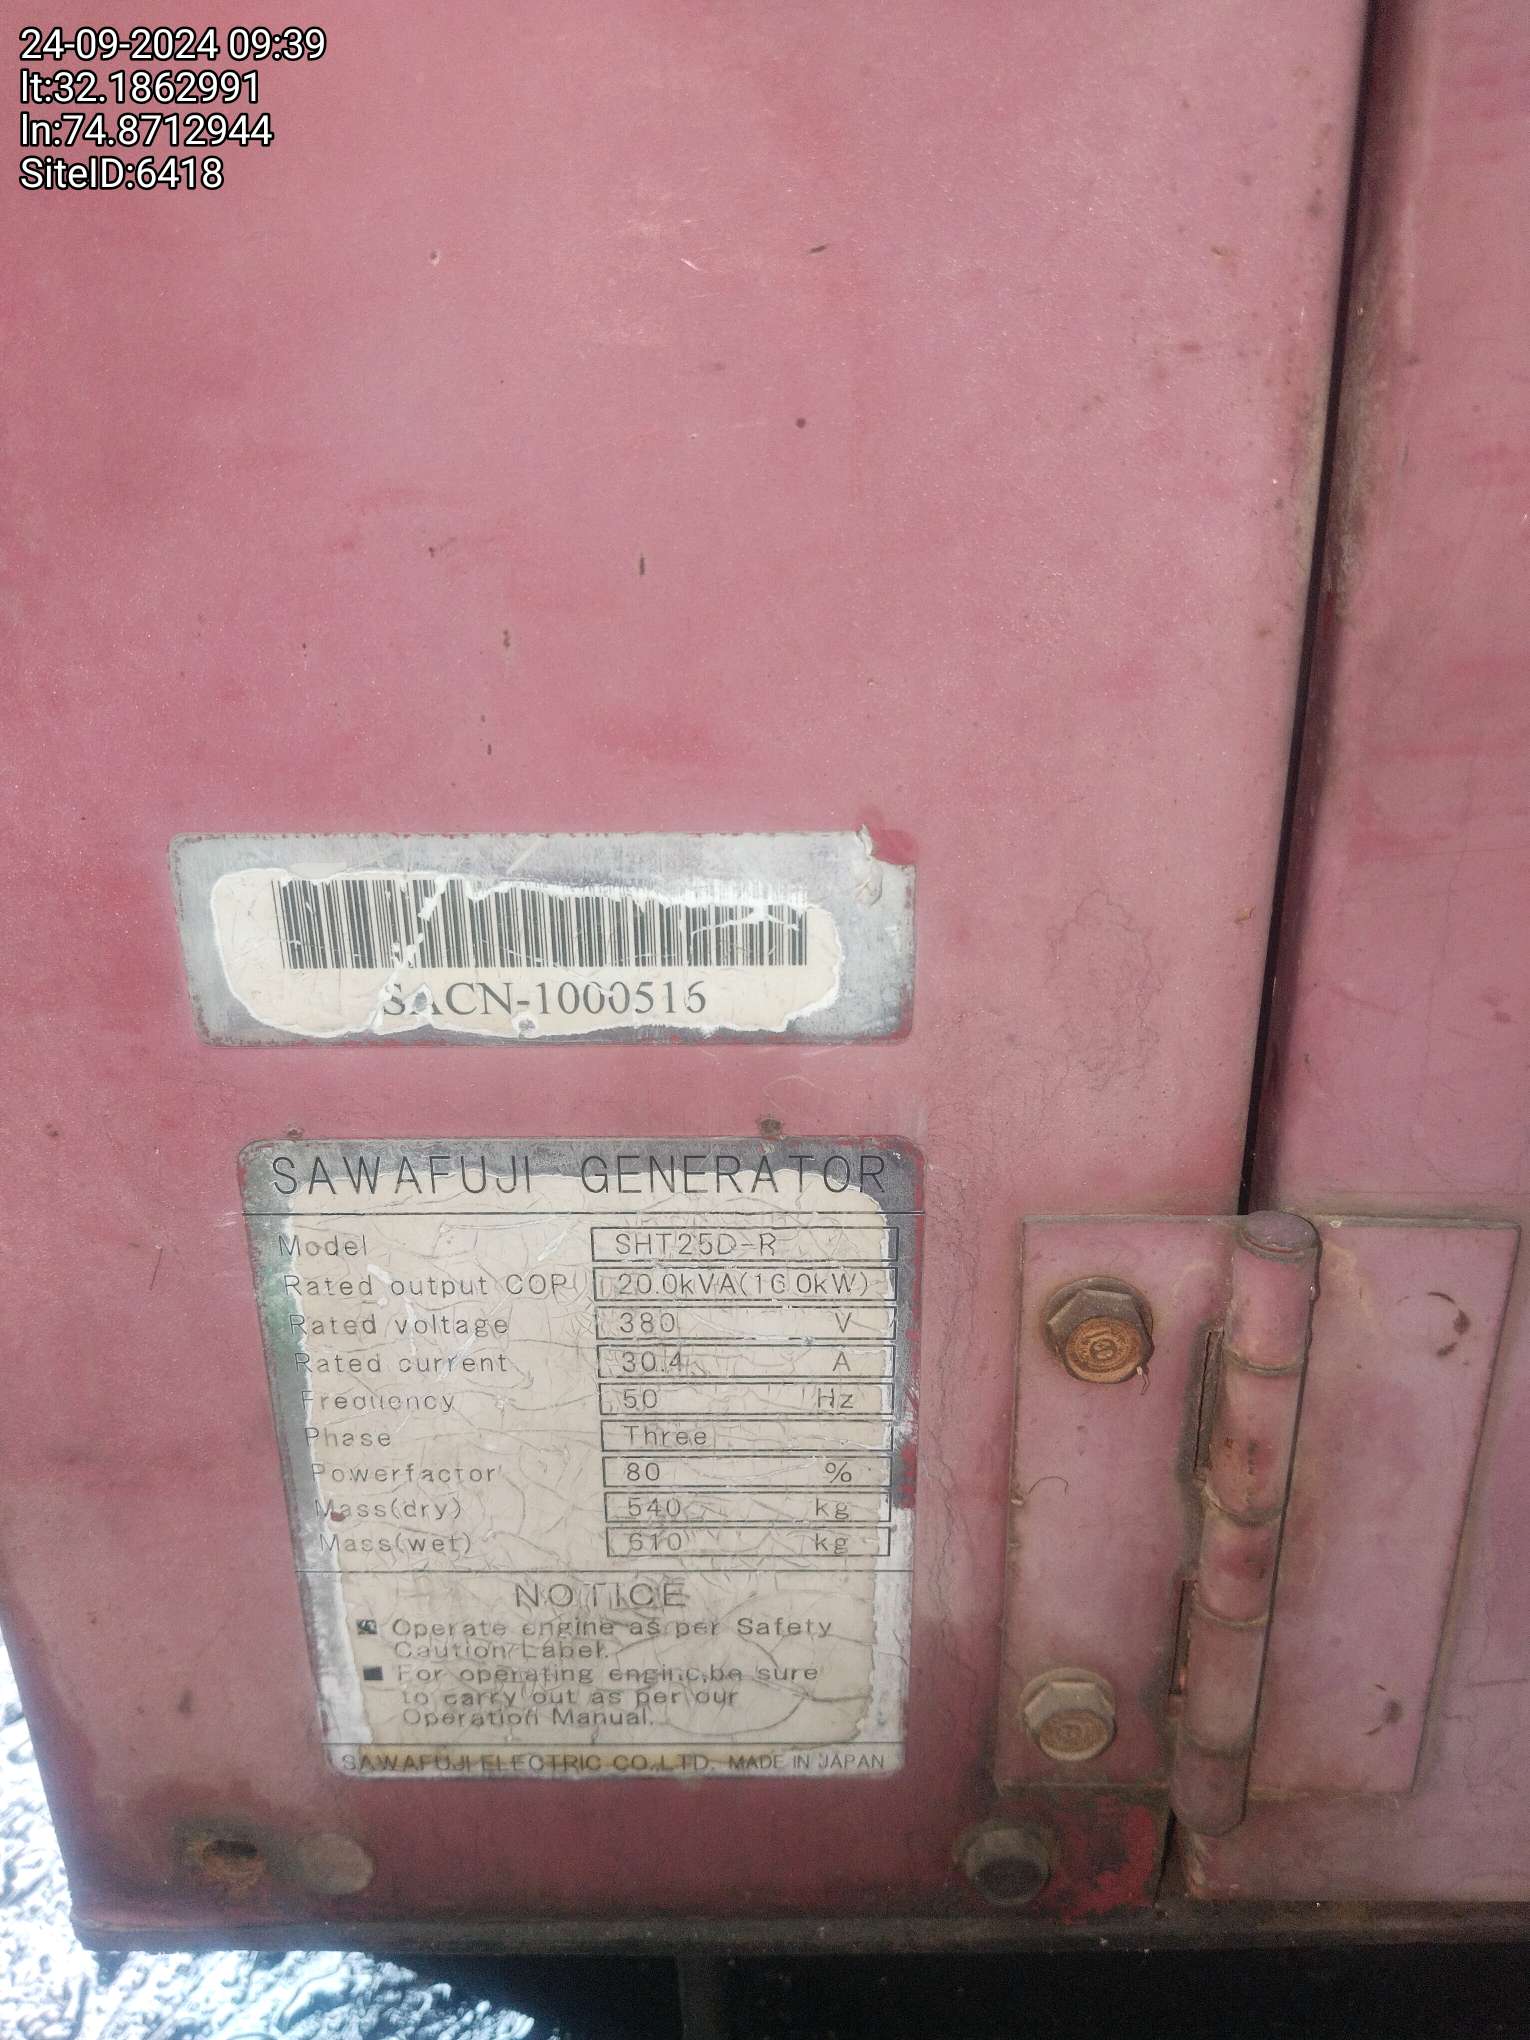 24-09-2024 09:39
lt:32.1862991
ln:74.8712944
SiteID:6418
SACN-1000516
SAWAFUJI GENERATOR
Model SHT25D-R
Rated output COP 20.0kVA(16.0kW)
Rated voltage 380 V
Rated current 30.4 A
Frequency 50 Hz
Phase Three
Powerfactor 80 %
Mass(dry) 540 kg
Mass(wet) 610 kg
NOTICE
■ Operate engine as per Safety
Caution Label.
■ For operating engine,be sure
to carry out as per our
Operation Manual.
SAWAFUJI ELECTRIC CO.,LTD. MADE IN JAPAN